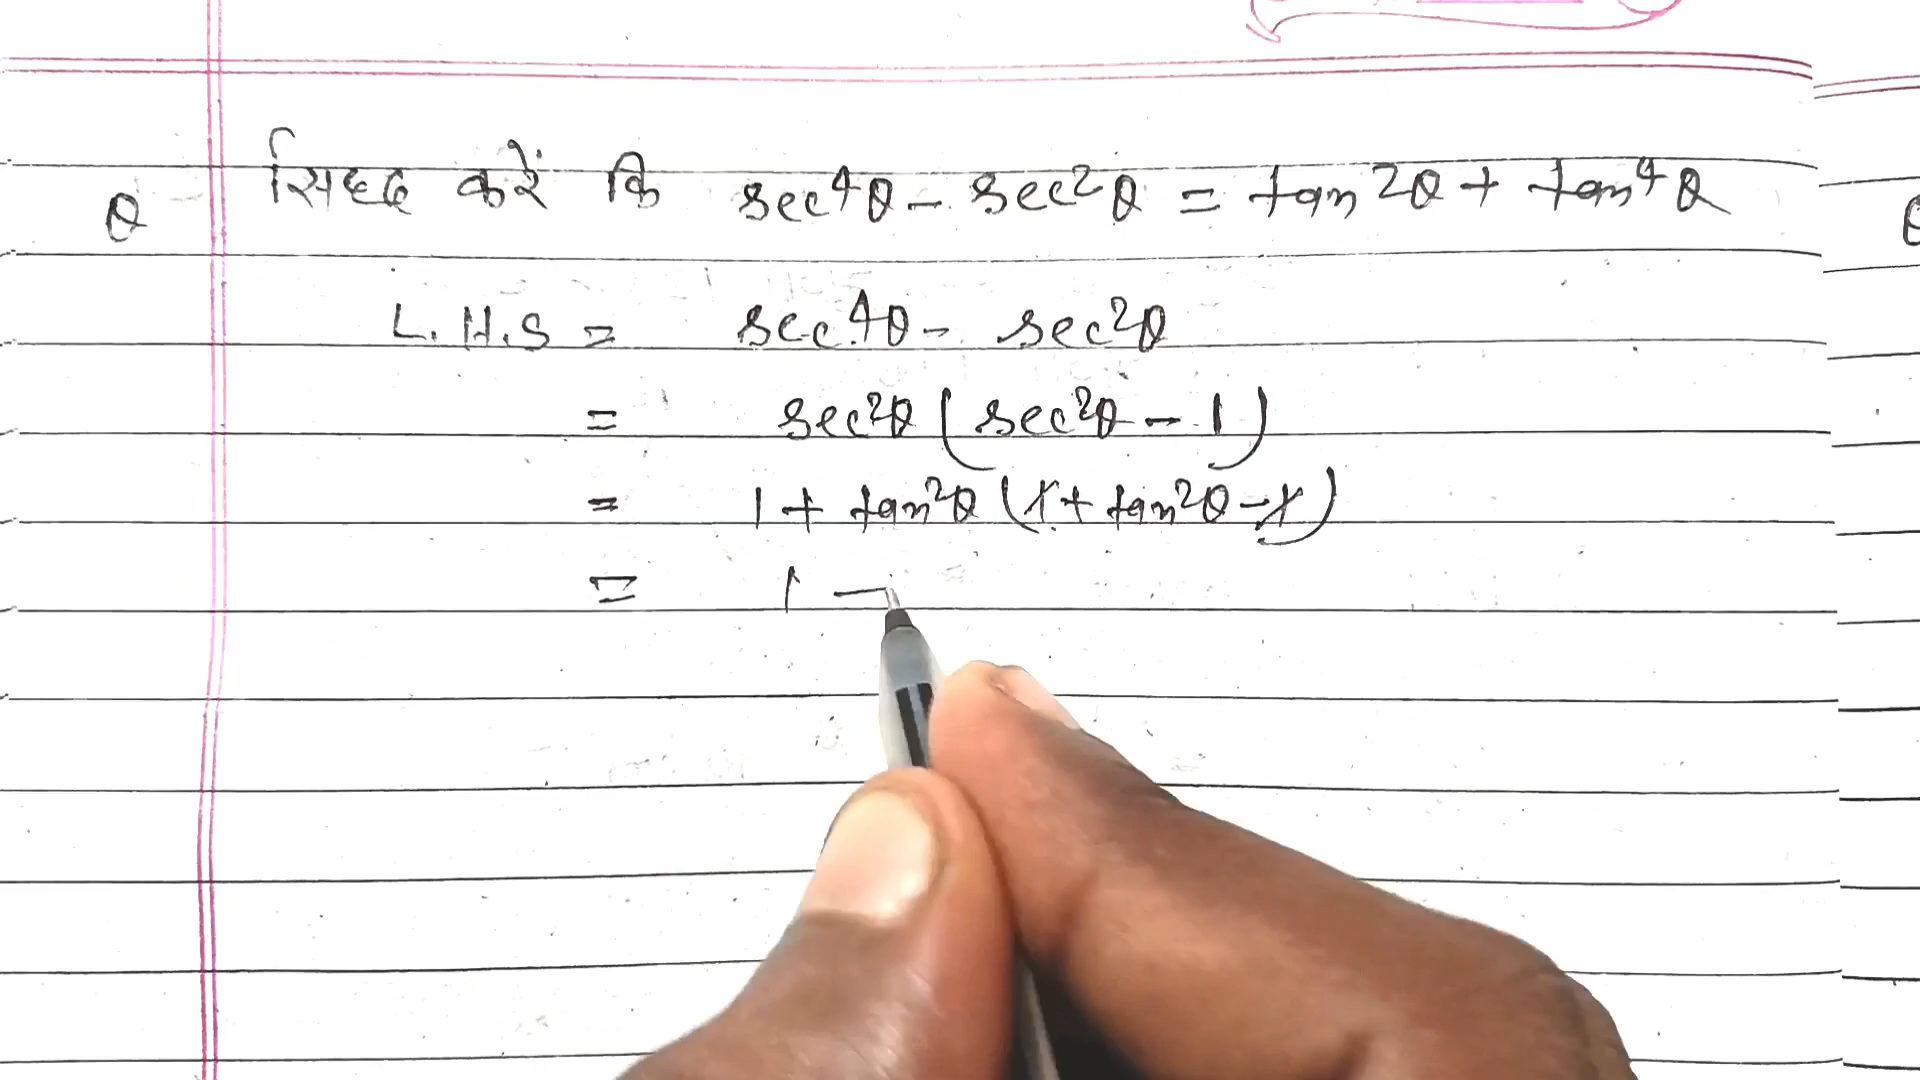 Q सिद्ध करें कि sec⁴θ - sec²θ = tan²θ + tan⁴θ
L.H.S = sec⁴θ - sec²θ
= sec²θ (sec²θ - 1)
= 1 + tan²θ (1 + tan²θ - 1)
= 1 -